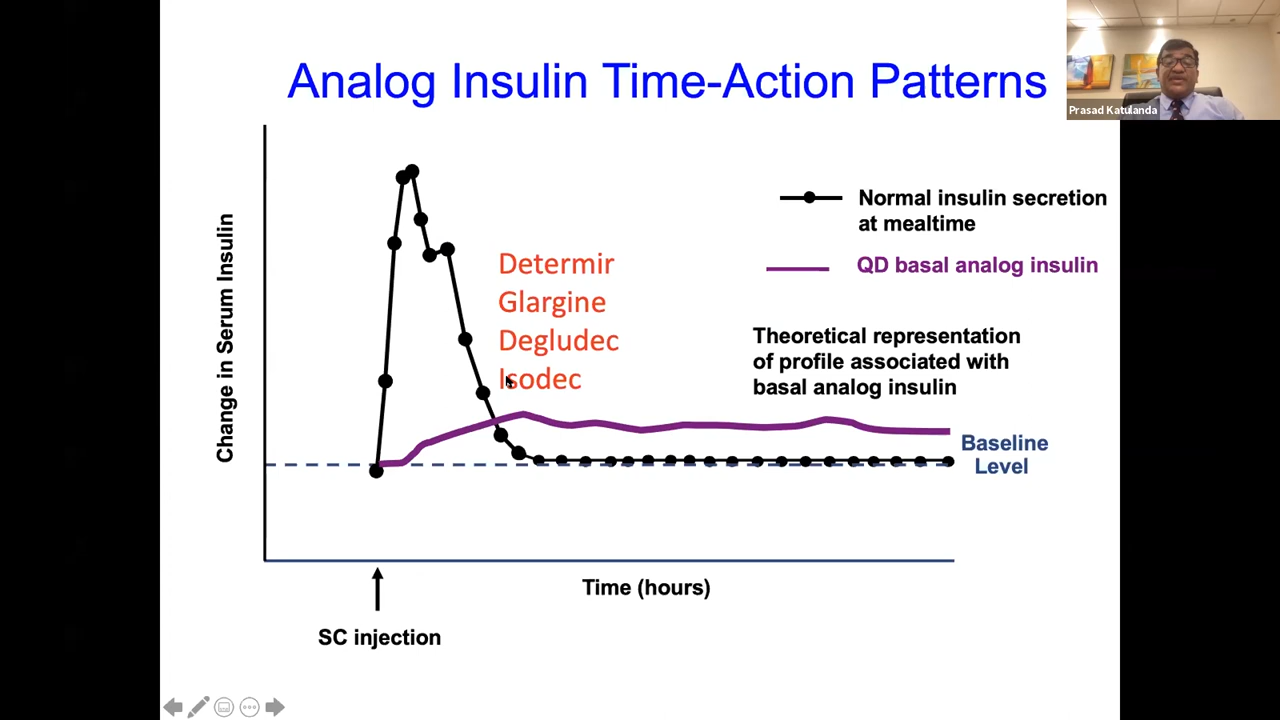 Analog Insulin Time-Action Patterns
Prasad Katulanda
Normal insulin secretion
at mealtime
QD basal analog insulin
Determir
Glargine
Degludec
Isodec
Theoretical representation
of profile associated with
basal analog insulin
Change in Serum Insulin
Baseline
Level
Time (hours)
SC injection